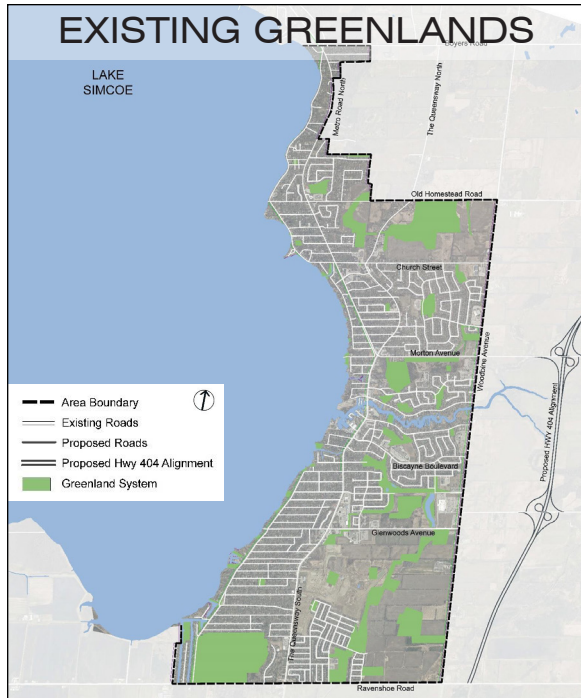 EXISTING GREENLANDS
Boyers Road
LAKE
SIMCOE
Metro Road North
The Queensway North
Old Homestead Road
Church Street
Morton Avenue
Woodbine Avenue
Area Boundary
Existing Roads
Proposed Roads
Proposed Hwy 404 Alignment
Greenland System
Proposed HWY 404 Alignment
Biscayne Boulevard
Glenwoods Avenue
The Queensway South
Ravenshoe Road